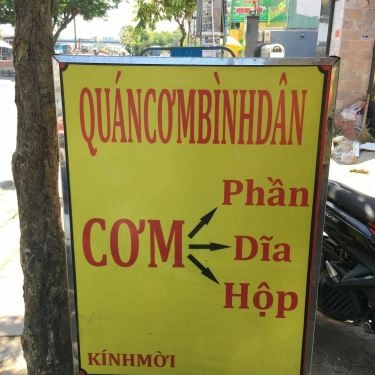 QUÁNCƠMBÌNHDÂN
CƠM
Phần
Dĩa
Hộp
KÍNHMỜI